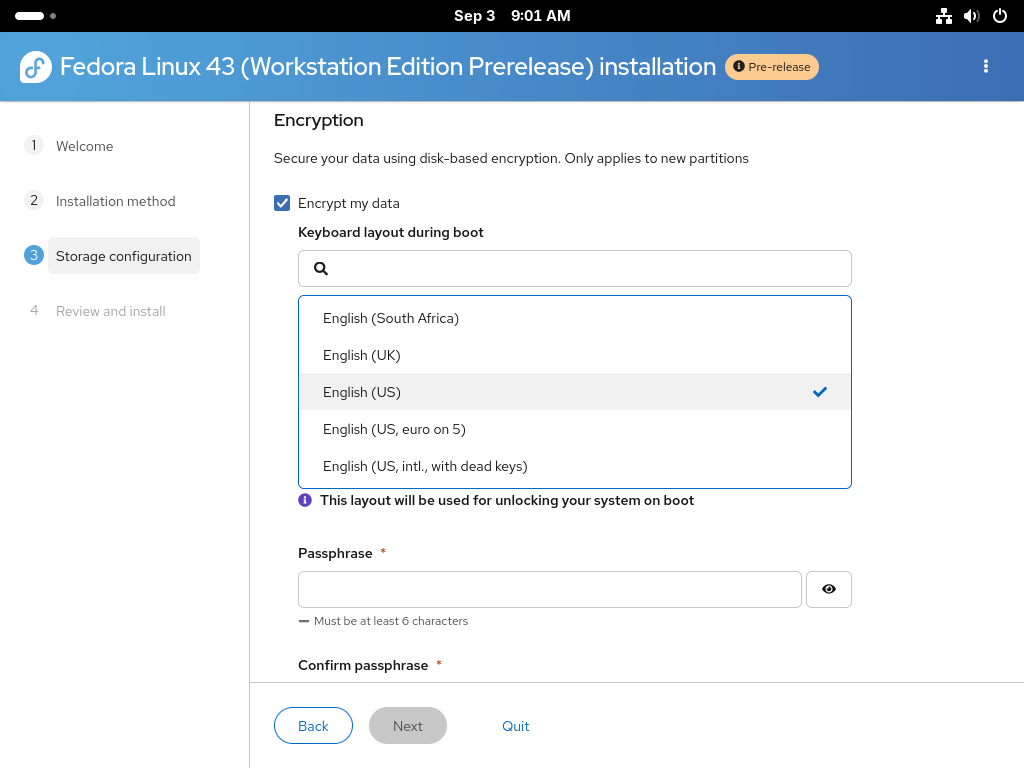 Sep 3 9:01 AM
Fedora Linux 43 (Workstation Edition Prerelease) installation
Pre-release
1 Welcome
2 Installation method
3 Storage configuration
4 Review and install
Encryption
Secure your data using disk-based encryption. Only applies to new partitions
Encrypt my data
Keyboard layout during boot
English (South Africa)
English (UK)
English (US)
English (US, euro on 5)
English (US, intl., with dead keys)
This layout will be used for unlocking your system on boot
Passphrase *
Must be at least 6 characters
Confirm passphrase *
Back Next Quit